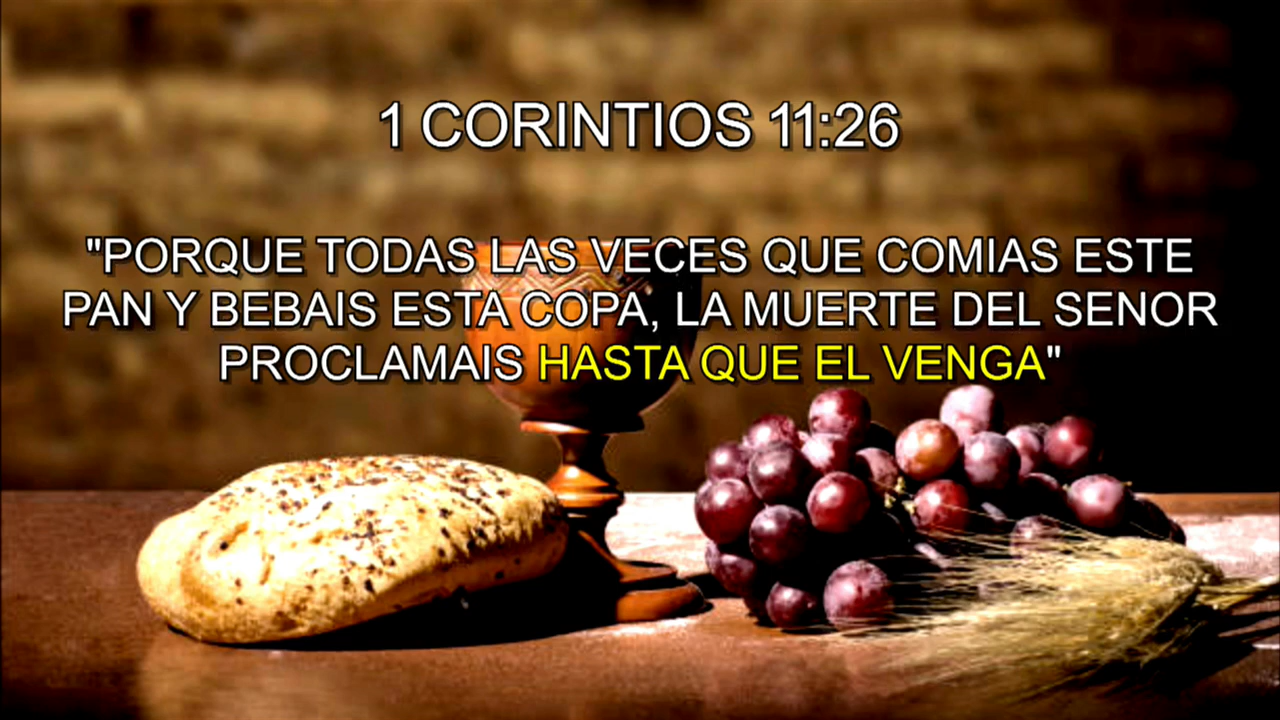 1 CORINTIOS 11:26
"PORQUE TODAS LAS VECES QUE COMIAS ESTE
PAN Y BEBAIS ESTA COPA, LA MUERTE DEL SENOR
PROCLAMAIS HASTA QUE EL VENGA"